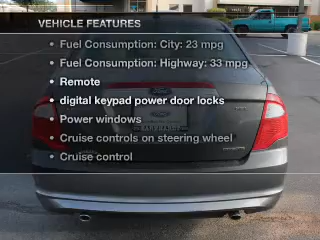 VEHICLE FEATURES
Fuel Consumption: City: 23 mpg
Fuel Consumption: Highway: 33 mpg
Remote
digital keypad power door locks
Power windows
Cruise controls on steering wheel
Cruise control